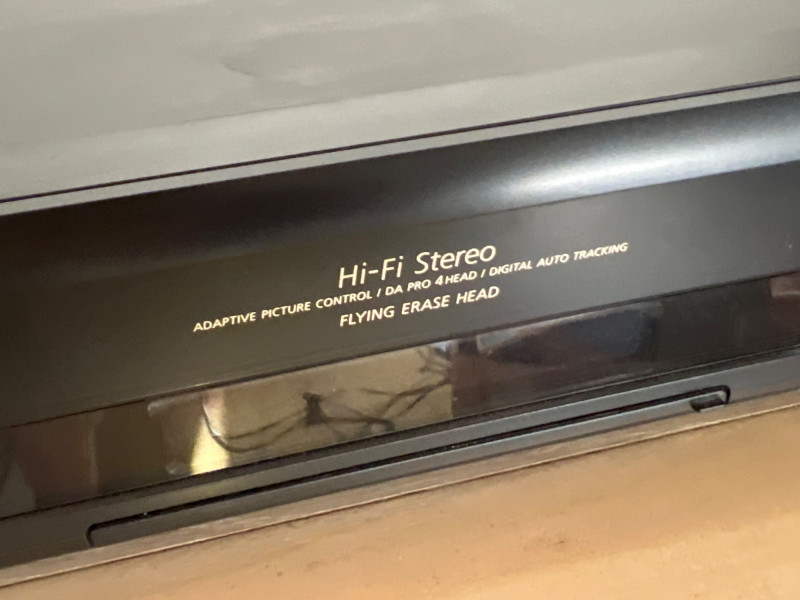 Hi-Fi Stereo
ADAPTIVE PICTURE CONTROL / DA PRO 4 HEAD / DIGITAL AUTO TRACKING
FLYING ERASE HEAD